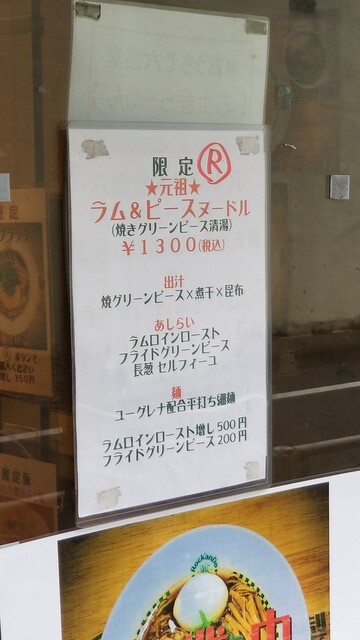 限定 Ⓡ
★元祖★
ラム&ピースヌードル
(焼きグリーンピース清湯)
¥1300(税込)
出汁
焼グリーンピース×煮干×昆布
あしらい
ラムロインロースト
フライドグリーンピース
長葱 セルフィーユ
麺
ユーグレナ配合平打ち細麺
ラムロインロースト増し500円
フライドグリーンピース200円